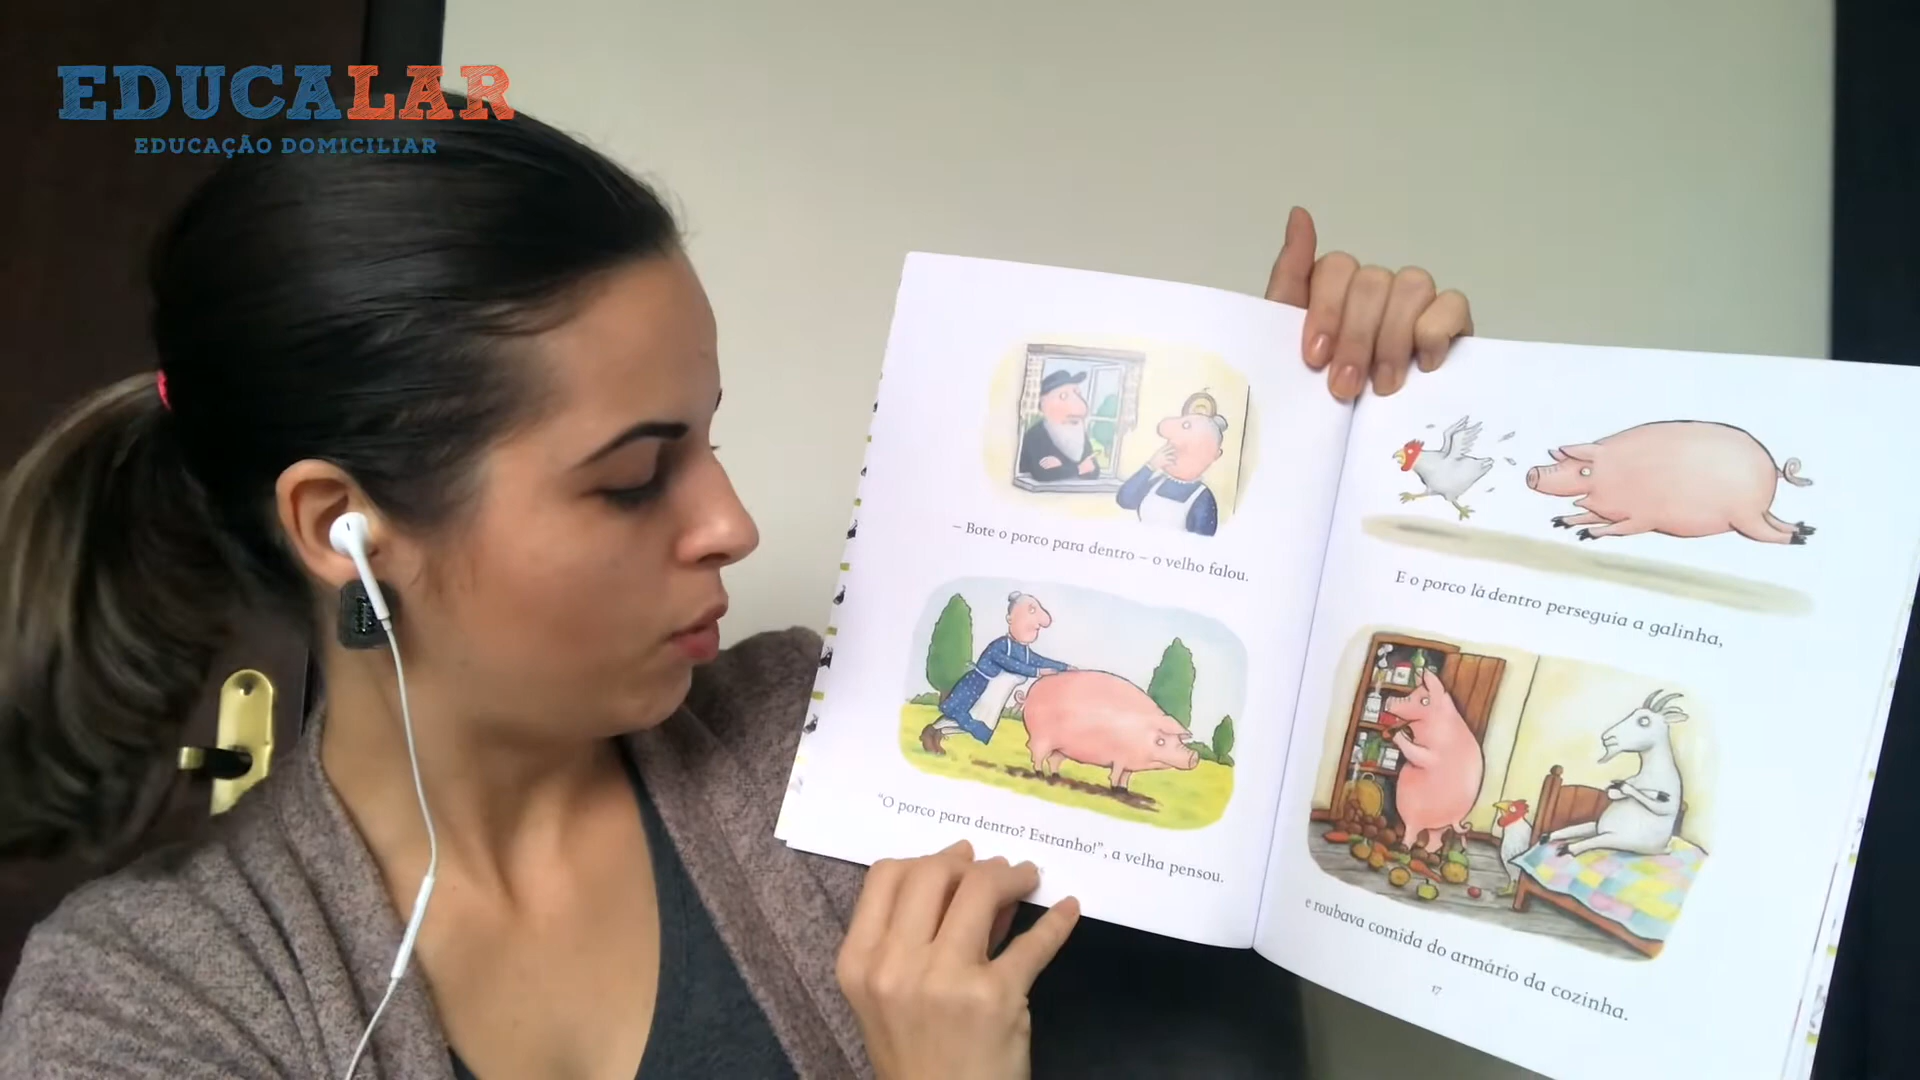 EDUCALAR
EDUCAÇÃO DOMICILIAR
– Bote o porco para dentro – o velho falou.
"O porco para dentro? Estranho!", a velha pensou.
E o porco là dentro perseguia a galinha,
e roubava comida do armário da cozinha.
17